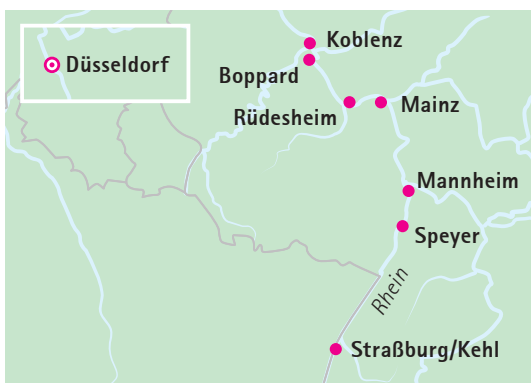 Koblenz
Düsseldorf
Boppard
Rüdesheim
Mainz
Mannheim
Speyer
Rhein
Straßburg/Kehl